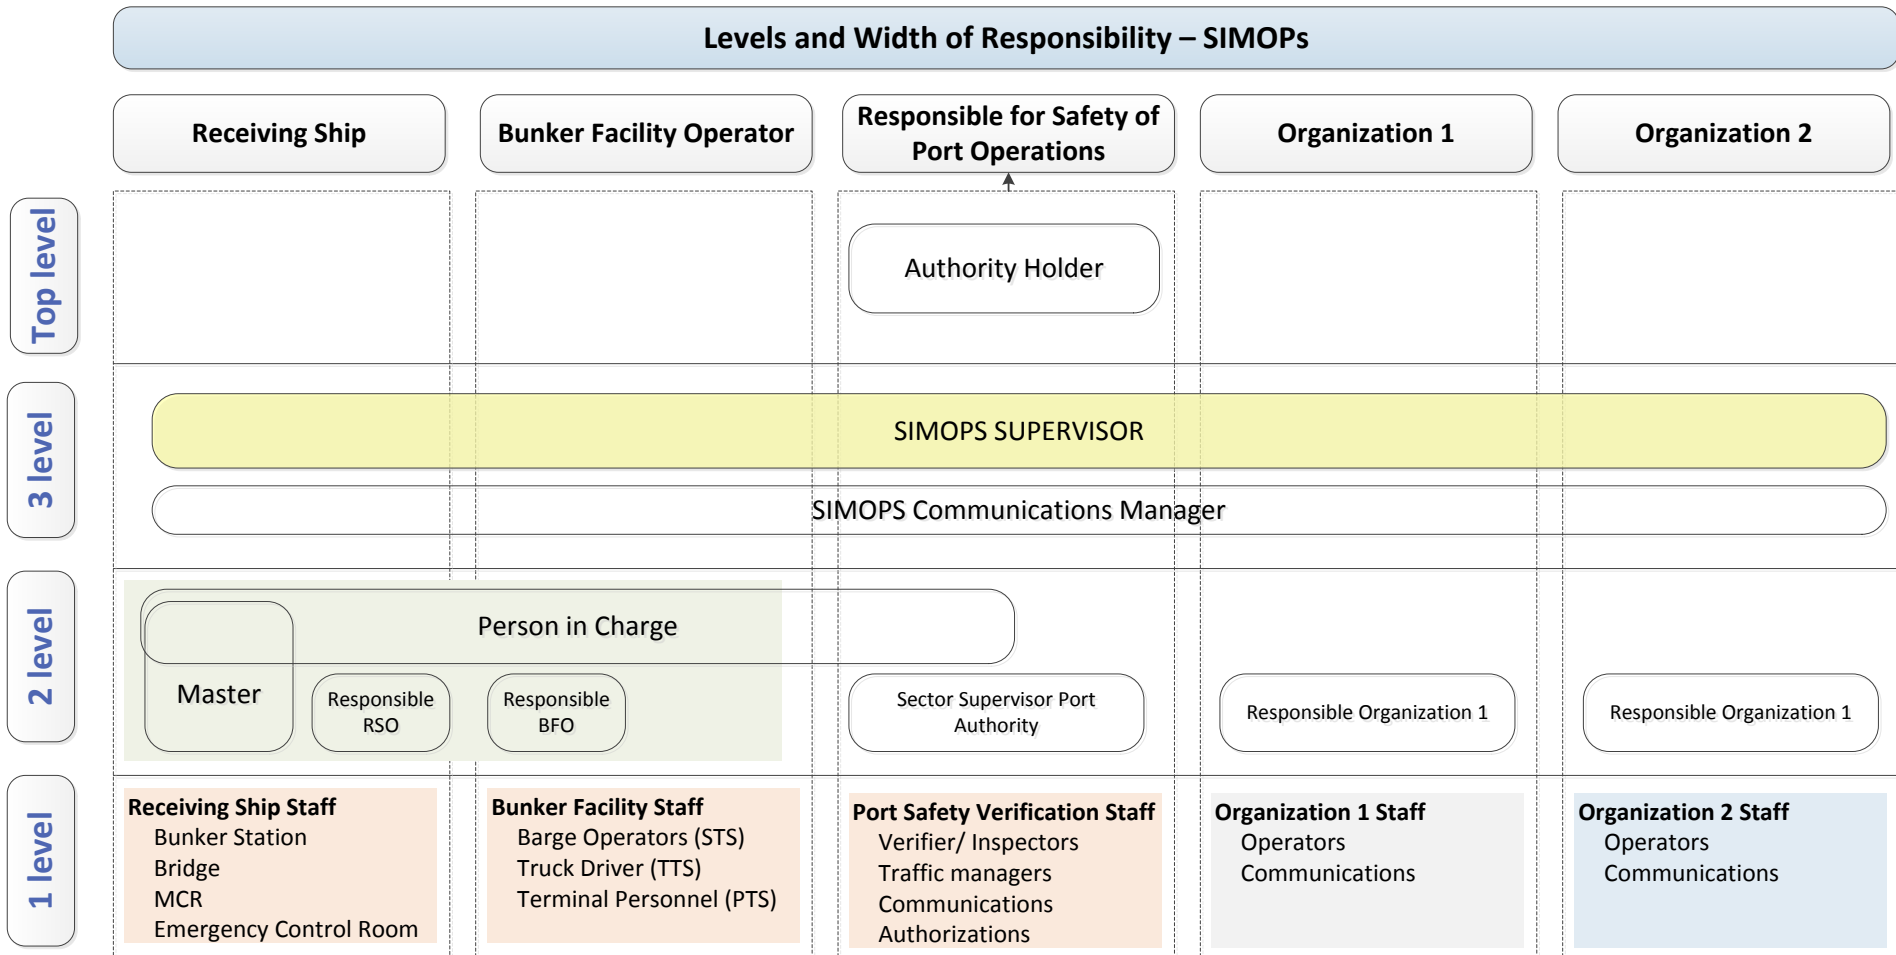 Levels and Width of Responsibility – SIMOPs
Receiving Ship
Bunker Facility Operator
Responsible for Safety of
Port Operations
Organization 1
Organization 2
Top level
Authority Holder
3 level
SIMOPS SUPERVISOR
SIMOPS Communications Manager
2 level
Person in Charge
Master
Responsible
RSO
Responsible
BFO
Sector Supervisor Port
Authority
Responsible Organization 1
Responsible Organization 1
1 level
Receiving Ship Staff
Bunker Station
Bridge
MCR
Emergency Control Room
Bunker Facility Staff
Barge Operators (STS)
Truck Driver (TTS)
Terminal Personnel (PTS)
Port Safety Verification Staff
Verifier/ Inspectors
Traffic managers
Communications
Authorizations
Organization 1 Staff
Operators
Communications
Organization 2 Staff
Operators
Communications